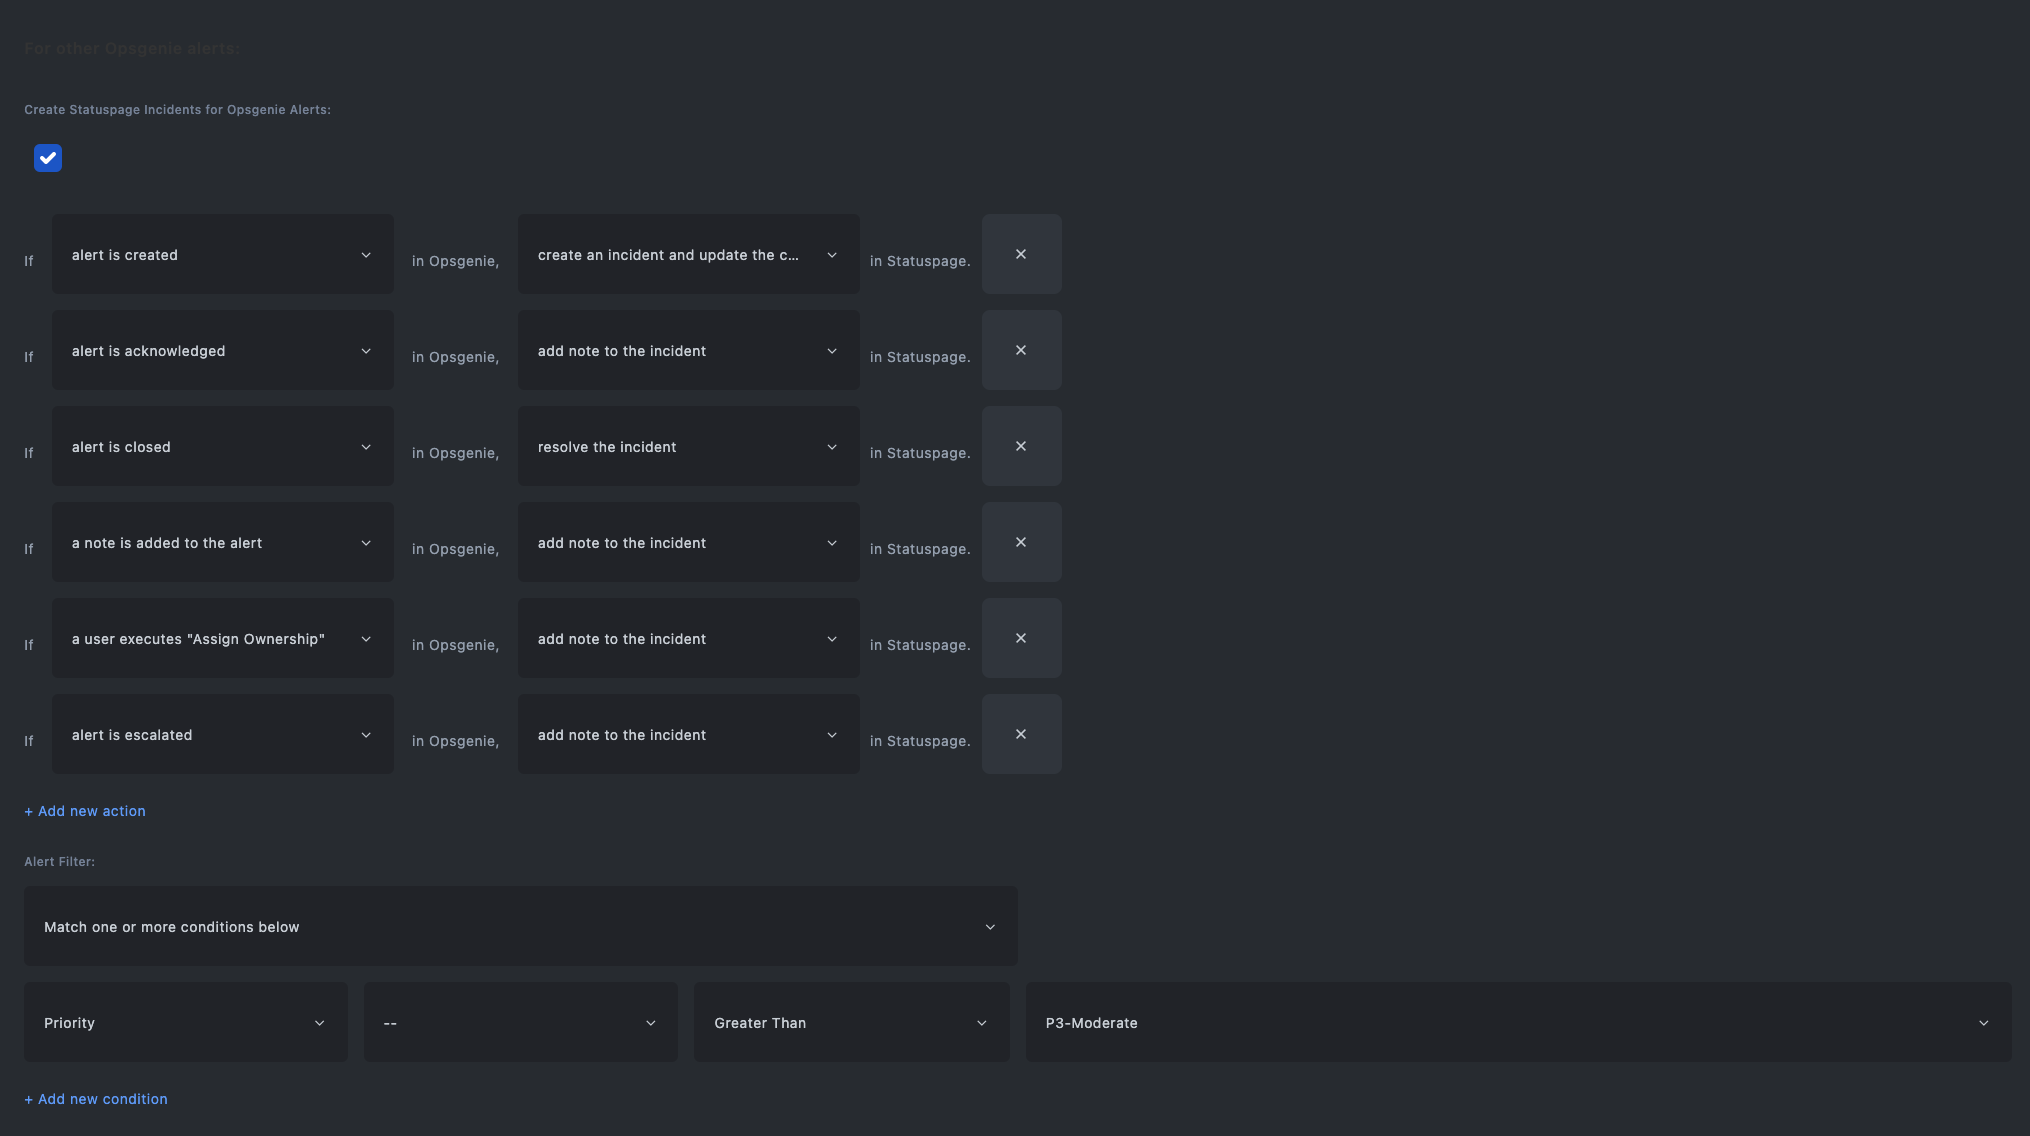 For other Opsgenie alerts:
Create Statuspage Incidents for Opsgenie Alerts:
If alert is created in Opsgenie, create an incident and update the c... in Statuspage.
If alert is acknowledged in Opsgenie, add note to the incident in Statuspage.
If alert is closed in Opsgenie, resolve the incident in Statuspage.
If a note is added to the alert in Opsgenie, add note to the incident in Statuspage.
If a user executes "Assign Ownership" in Opsgenie, add note to the incident in Statuspage.
If alert is escalated in Opsgenie, add note to the incident in Statuspage.
+ Add new action
Alert Filter:
Match one or more conditions below
Priority -- Greater Than P3-Moderate
+ Add new condition